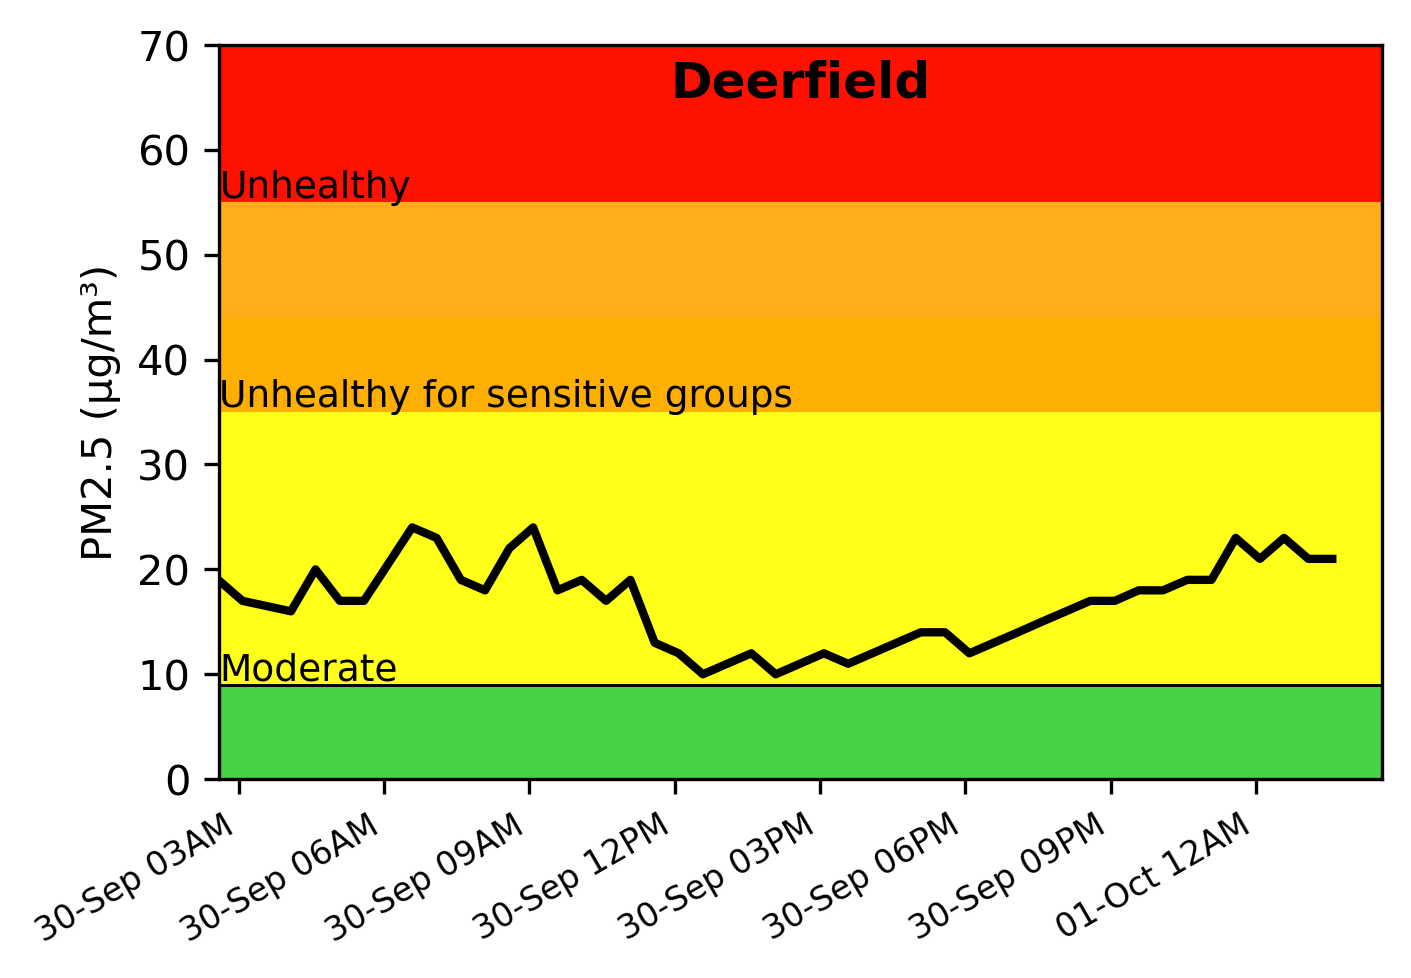 Deerfield
70
60
50
40
30
20
10
0
PM2.5 (µg/m³)
Unhealthy
Unhealthy for sensitive groups
Moderate
30-Sep 03AM
30-Sep 06AM
30-Sep 09AM
30-Sep 12PM
30-Sep 03PM
30-Sep 06PM
30-Sep 09PM
01-Oct 12AM